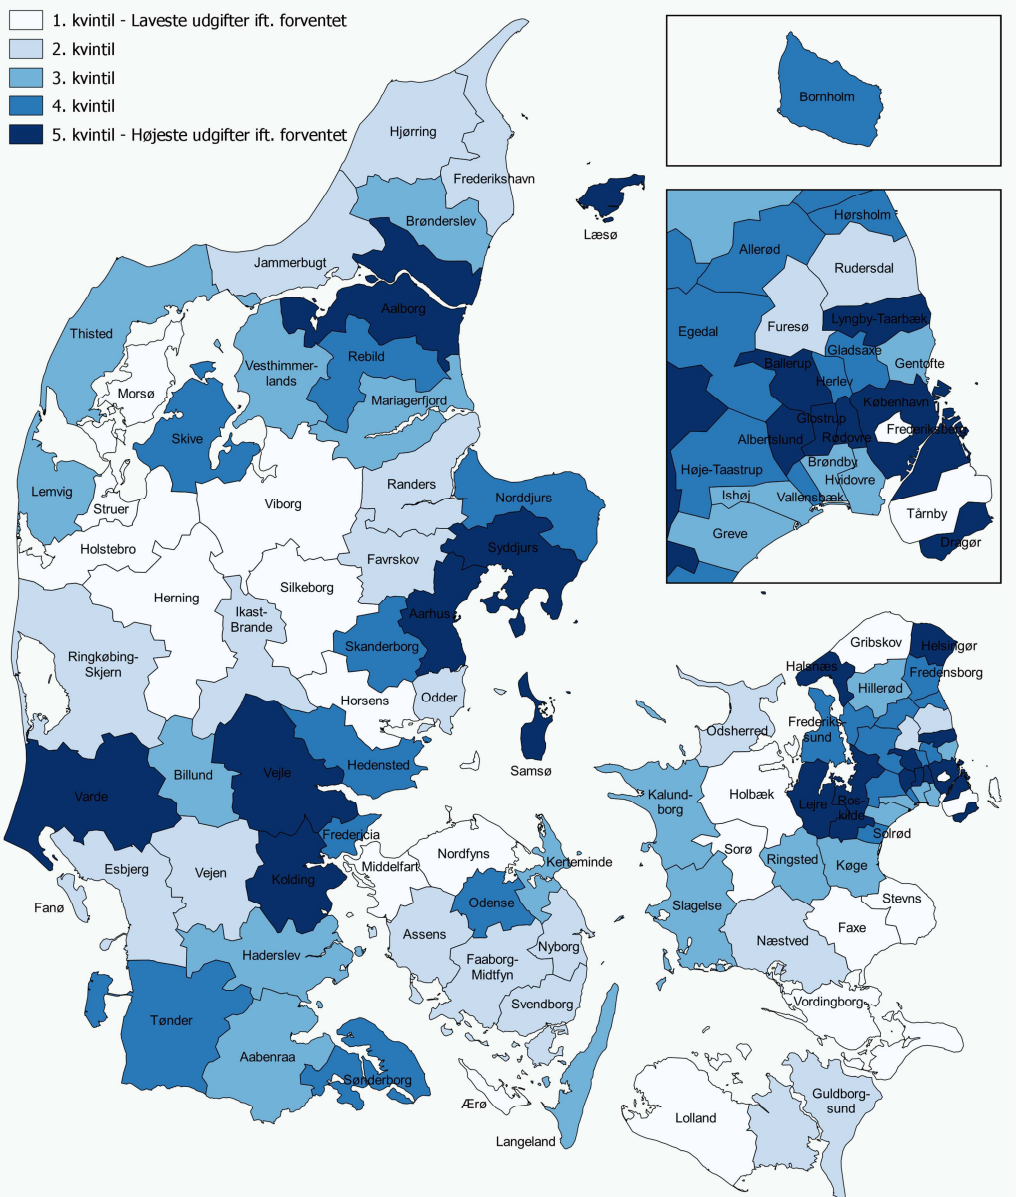 1. kvintil - Laveste udgifter ift. forventet
2. kvintil
3. kvintil
4. kvintil
5. kvintil - Højeste udgifter ift. forventet
Hjørring
Frederikshavn
Brønderslev
Læsø
Jammerbugt
Aalborg
Thisted
Rebild
Vesthimmer-
lands
Morsø
Mariagerfjord
Skive
Lemvig
Struer
Viborg
Randers
Norddjurs
Holstebro
Favrskov
Syddjurs
Silkeborg
Herning
Ikast-
Brande
Aarhus
Skanderborg
Ringkøbing-
Skjern
Horsens
Odder
Samsø
Hedensted
Billund
Vejle
Varde
Fredericia
Esbjerg
Vejen
Kolding
Fanø
Middelfart
Nordfyns
Kerteminde
Odense
Assens
Nyborg
Faaborg-
Midtfyn
Haderslev
Svendborg
Tønder
Aabenraa
Sønderborg
Ærø
Langeland
Bornholm
Hørsholm
Allerød
Rudersdal
Egedal
Furesø
Lyngby-Taarbæk
Gladsaxe
Ballerup
Gentofte
Herlev
København
Glostrup
Frederiksberg
Albertslund
Rødovre
Brøndby
Høje-Taastrup
Hvidovre
Ishøj
Vallensbæk
Tårnby
Greve
Dragør
Gribskov
Helsingør
Halsnæs
Fredensborg
Hillerød
Odsherred
Frederiks-
sund
Kalund-
borg
Holbæk
Lejre
Ros-
kilde
Solrød
Sorø
Ringsted
Køge
Slagelse
Stevns
Faxe
Næstved
Vordingborg
Guldborg-
sund
Lolland